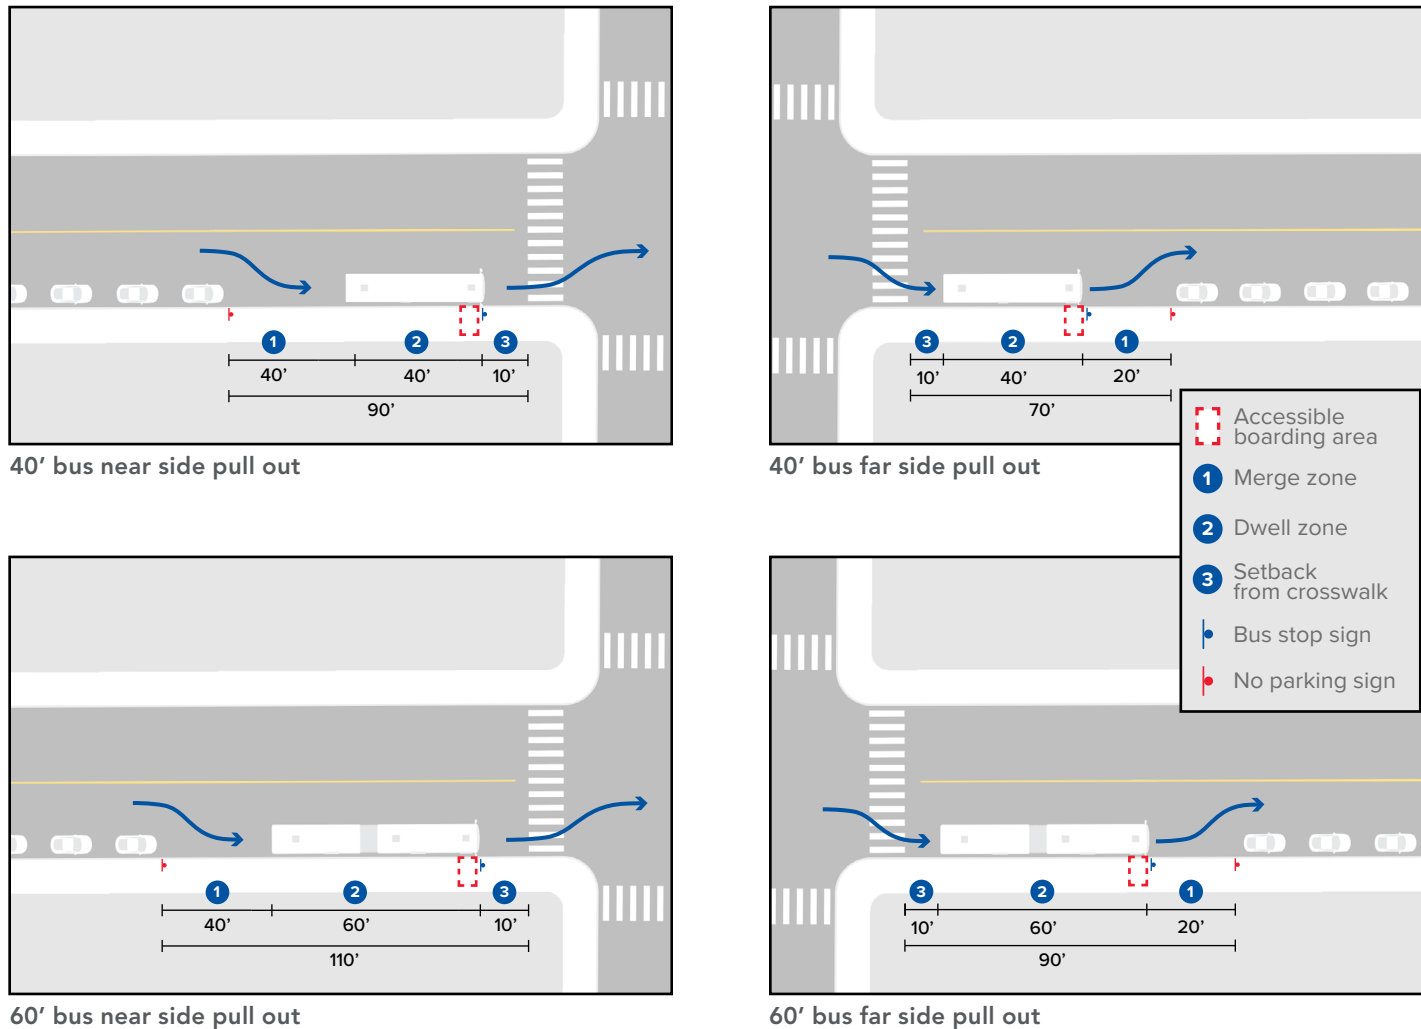 1 2 3
40’ 40’ 10’
90’
40’ bus near side pull out
3 2 1
10’ 40’ 20’
70’
40’ bus far side pull out
Accessible
boarding area
1 Merge zone
2 Dwell zone
3 Setback
from crosswalk
Bus stop sign
No parking sign
1 2 3
40’ 60’ 10’
110’
60’ bus near side pull out
3 2 1
10’ 60’ 20’
90’
60’ bus far side pull out